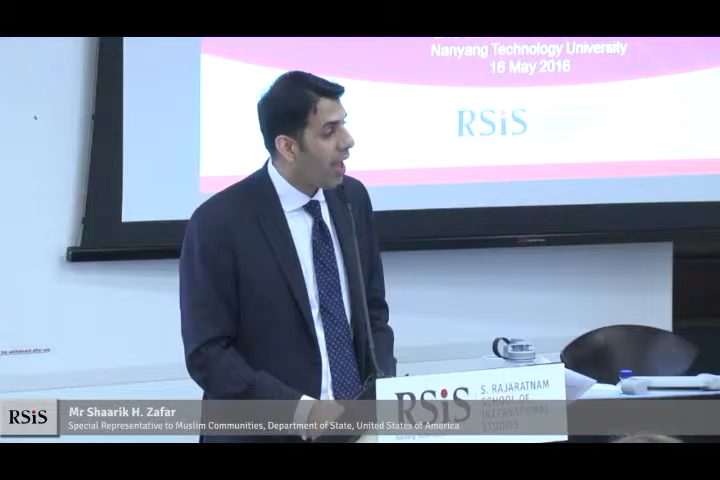 Nanyang Technology University
16 May 2016
RSiS
RSiS
S. RAJARATNAM
SCHOOL OF
INTERNATIONAL
STUDIES
RSiS
Mr Shaarik H. Zafar
Special Representative to Muslim Communities, Department of State, United States of America